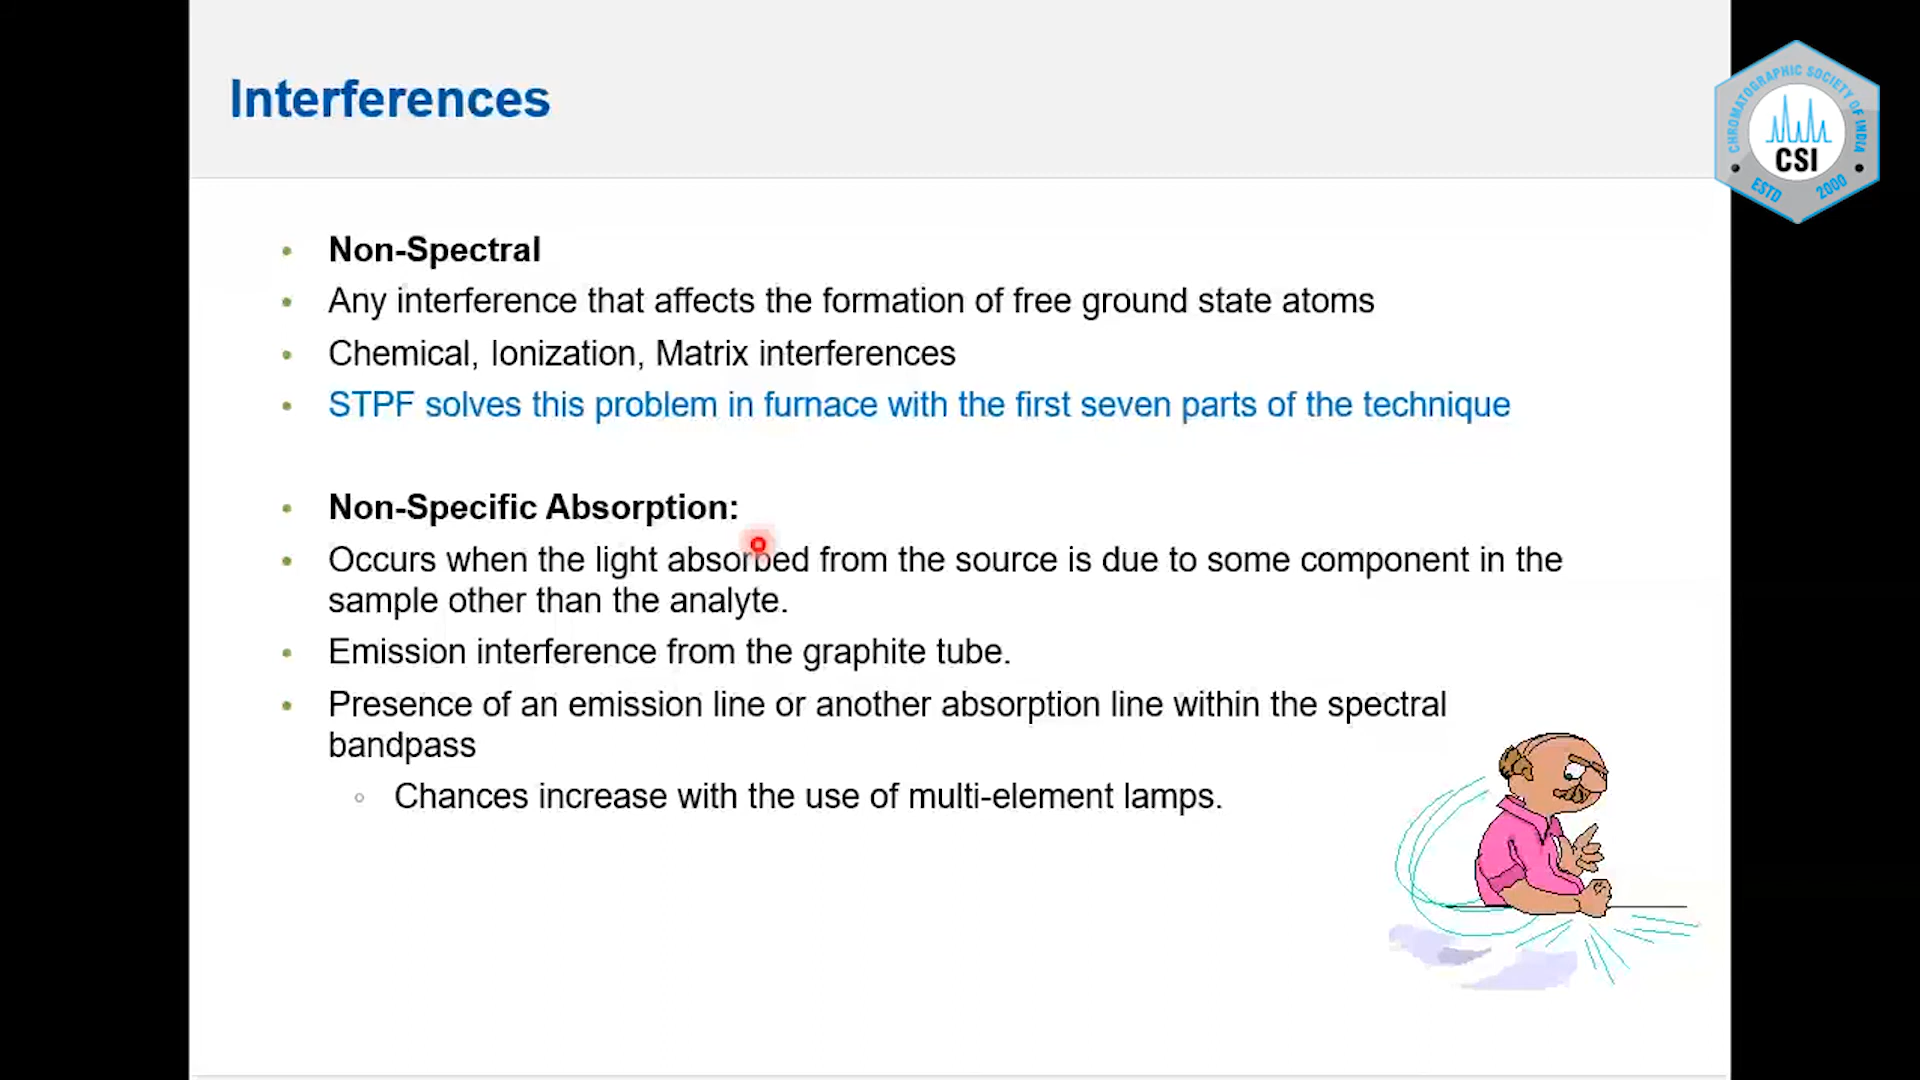 Interferences
CHROMATOGRAPHIC SOCIETY OF INDIA
CSI
ESTD 2000
Non-Spectral
Any interference that affects the formation of free ground state atoms
Chemical, Ionization, Matrix interferences
STPF solves this problem in furnace with the first seven parts of the technique
Non-Specific Absorption:
Occurs when the light absorbed from the source is due to some component in the
sample other than the analyte.
Emission interference from the graphite tube.
Presence of an emission line or another absorption line within the spectral
bandpass
Chances increase with the use of multi-element lamps.